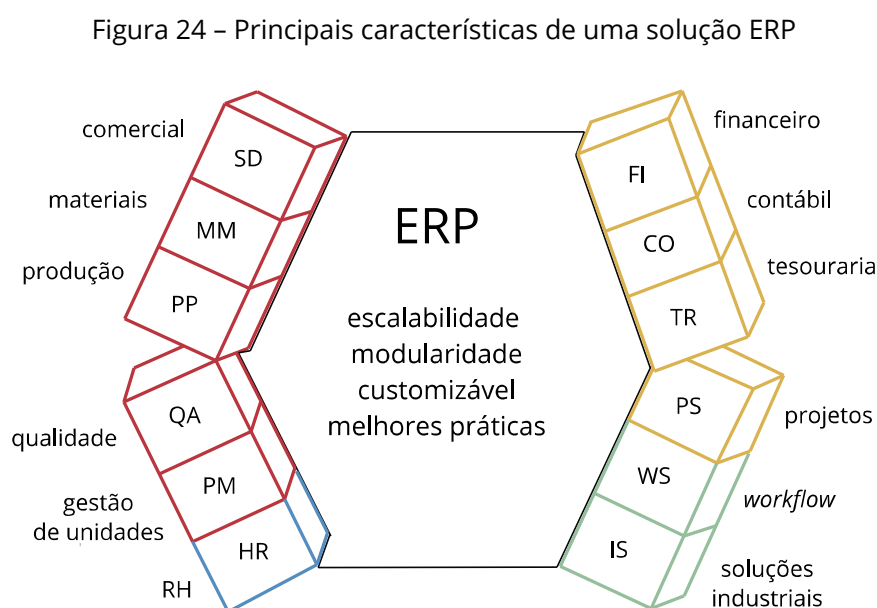 Figura 24 – Principais características de uma solução ERP
comercial
SD
materiais
MM
produção
PP
qualidade
QA
gestão
de unidades
PM
RH
HR
ERP
escalabilidade
modularidade
customizável
melhores práticas
financeiro
FI
contábil
CO
tesouraria
TR
PS
projetos
WS
workflow
IS
soluções
industriais